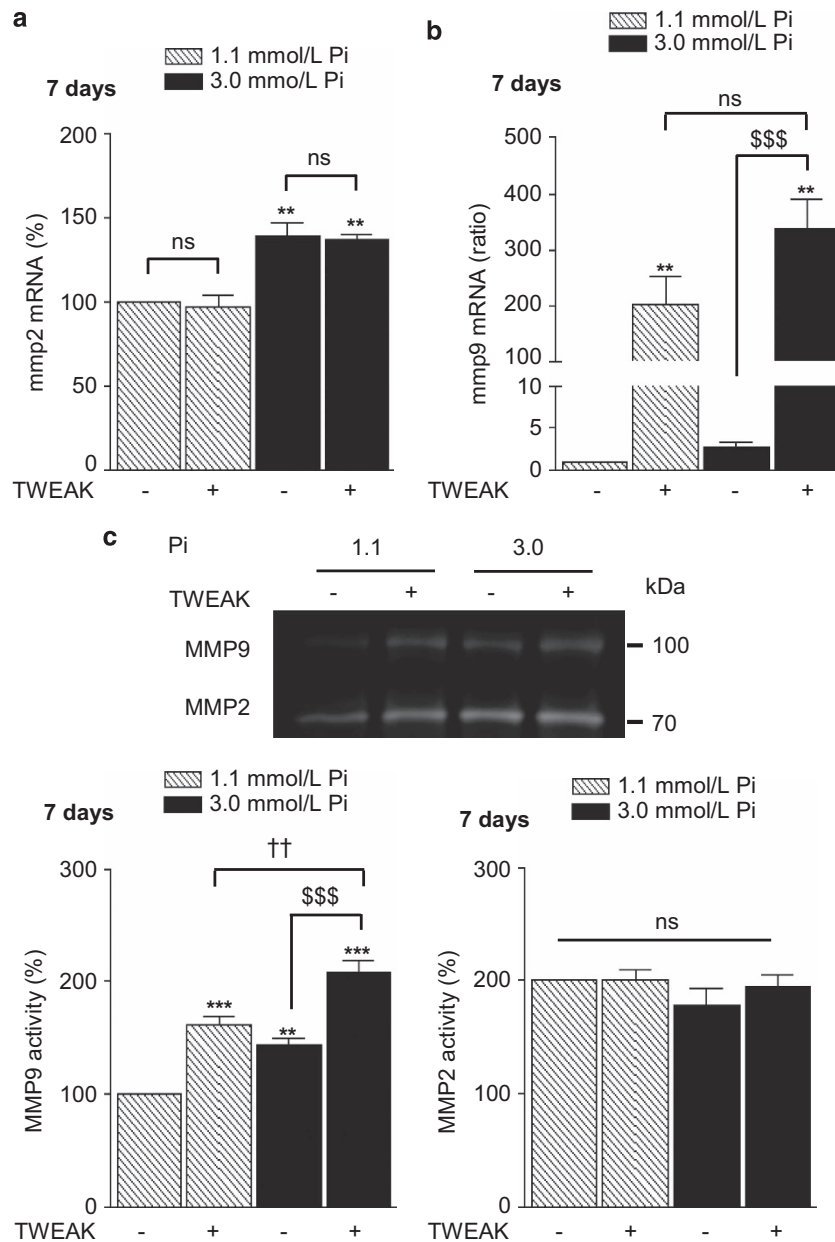 a
1.1 mmol/L Pi
3.0 mmo/L Pi
7 days
200
150
100
50
0
mmp2 mRNA (%)
ns
ns
**
**
TWEAK - + - +
b
1.1 mmol/L Pi
3.0 mmol/L Pi
7 days
500
400
300
200
100
10
5
0
mmp9 mRNA (ratio)
ns
$$$
**
**
TWEAK - + - +
c
Pi 1.1 3.0
TWEAK - + - + kDa
MMP9 100
MMP2 70
1.1 mmol/L Pi
3.0 mmol/L Pi
7 days
300
200
100
0
MMP9 activity (%)
††
$$$
***
**
***
TWEAK - + - +
1.1 mmol/L Pi
3.0 mmol/L Pi
7 days
300
200
100
0
MMP2 activity (%)
ns
TWEAK - + - +